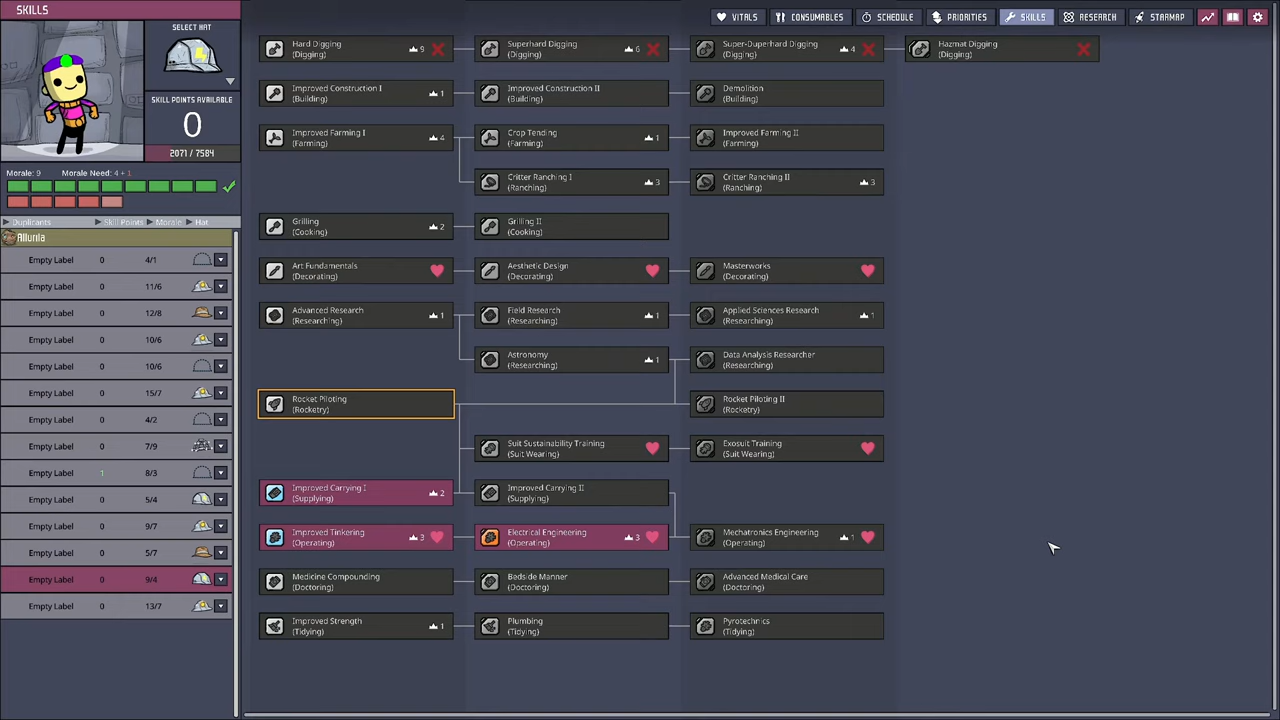 SKILLS
VITALS
CONSUMABLES
SCHEDULE
PRIORITIES
SKILLS
RESEARCH
STARMAP
SELECT HAT
SKILL POINTS
AVAILABLE
0
2071 / 7584
Morale: 9 Morale Need: 4 + 1
Duplicants Skill Points Morale Hat
Allurila
Empty Label 0 4/1
Empty Label 0 11/6
Empty Label 0 12/8
Empty Label 0 10/6
Empty Label 0 10/6
Empty Label 0 15/7
Empty Label 0 4/2
Empty Label 0 7/9
Empty Label 1 8/3
Empty Label 0 5/4
Empty Label 0 9/7
Empty Label 0 5/7
Empty Label 0 9/4
Empty Label 0 13/7
Hard Digging
(Digging)
9
Superhard Digging
(Digging)
6
Super-Duperhard Digging
(Digging)
4
Hazmat Digging
(Digging)
Improved Construction I
(Building)
1
Improved Construction II
(Building)
Demolition
(Building)
Improved Farming I
(Farming)
4
Crop Tending
(Farming)
1
Improved Farming II
(Farming)
Critter Ranching I
(Ranching)
3
Critter Ranching II
(Ranching)
3
Grilling
(Cooking)
2
Grilling II
(Cooking)
Art Fundamentals
(Decorating)
Aesthetic Design
(Decorating)
Masterworks
(Decorating)
Advanced Research
(Researching)
1
Field Research
(Researching)
1
Applied Sciences Research
(Researching)
1
Astronomy
(Researching)
1
Data Analysis Researcher
(Researching)
Rocket Piloting
(Rocketry)
Rocket Piloting II
(Rocketry)
Suit Sustainability Training
(Suit Wearing)
Exosuit Training
(Suit Wearing)
Improved Carrying I
(Supplying)
2
Improved Carrying II
(Supplying)
Improved Tinkering
(Operating)
3
Electrical Engineering
(Operating)
3
Mechatronics Engineering
(Operating)
1
Medicine Compounding
(Doctoring)
Bedside Manner
(Doctoring)
Advanced Medical Care
(Doctoring)
Improved Strength
(Tidying)
1
Plumbing
(Tidying)
Pyrotechnics
(Tidying)